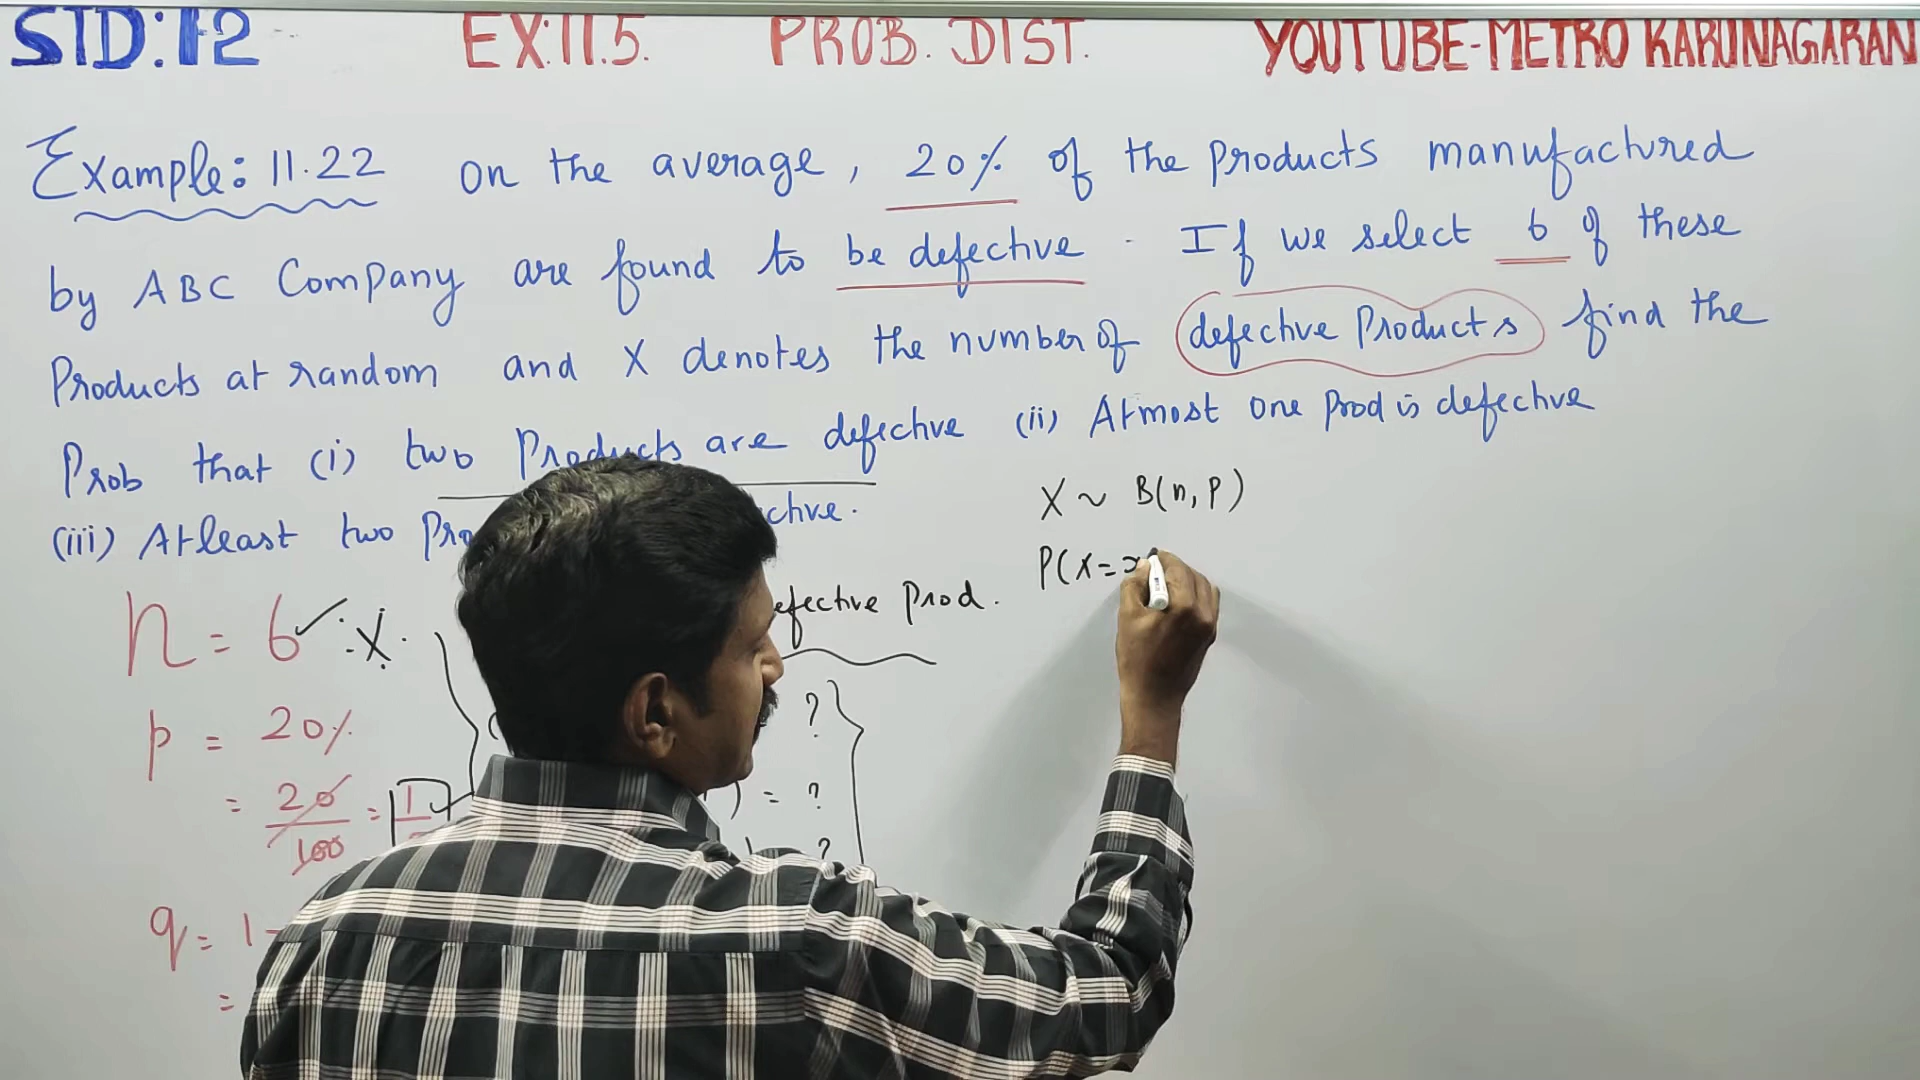 STD:12 EX:11.5. PROB. DIST. YOUTUBE-METRO KARUNAGARAN
Example: 11.22 on the average, 20% of the products manufactured
by ABC Company are found to be defective. If we select 6 of these
Products at random and X denotes the number of defective Products find the
Prob that (i) two Products are defective (ii) Atmost one prod is defective
(iii) Atleast two
X ~ B(n, p)
P(X=x
n = 6 ✓ : X.
Prod.
p = 20%
?
= 20/100 = 1
) = ?
?
q = 1 -
=